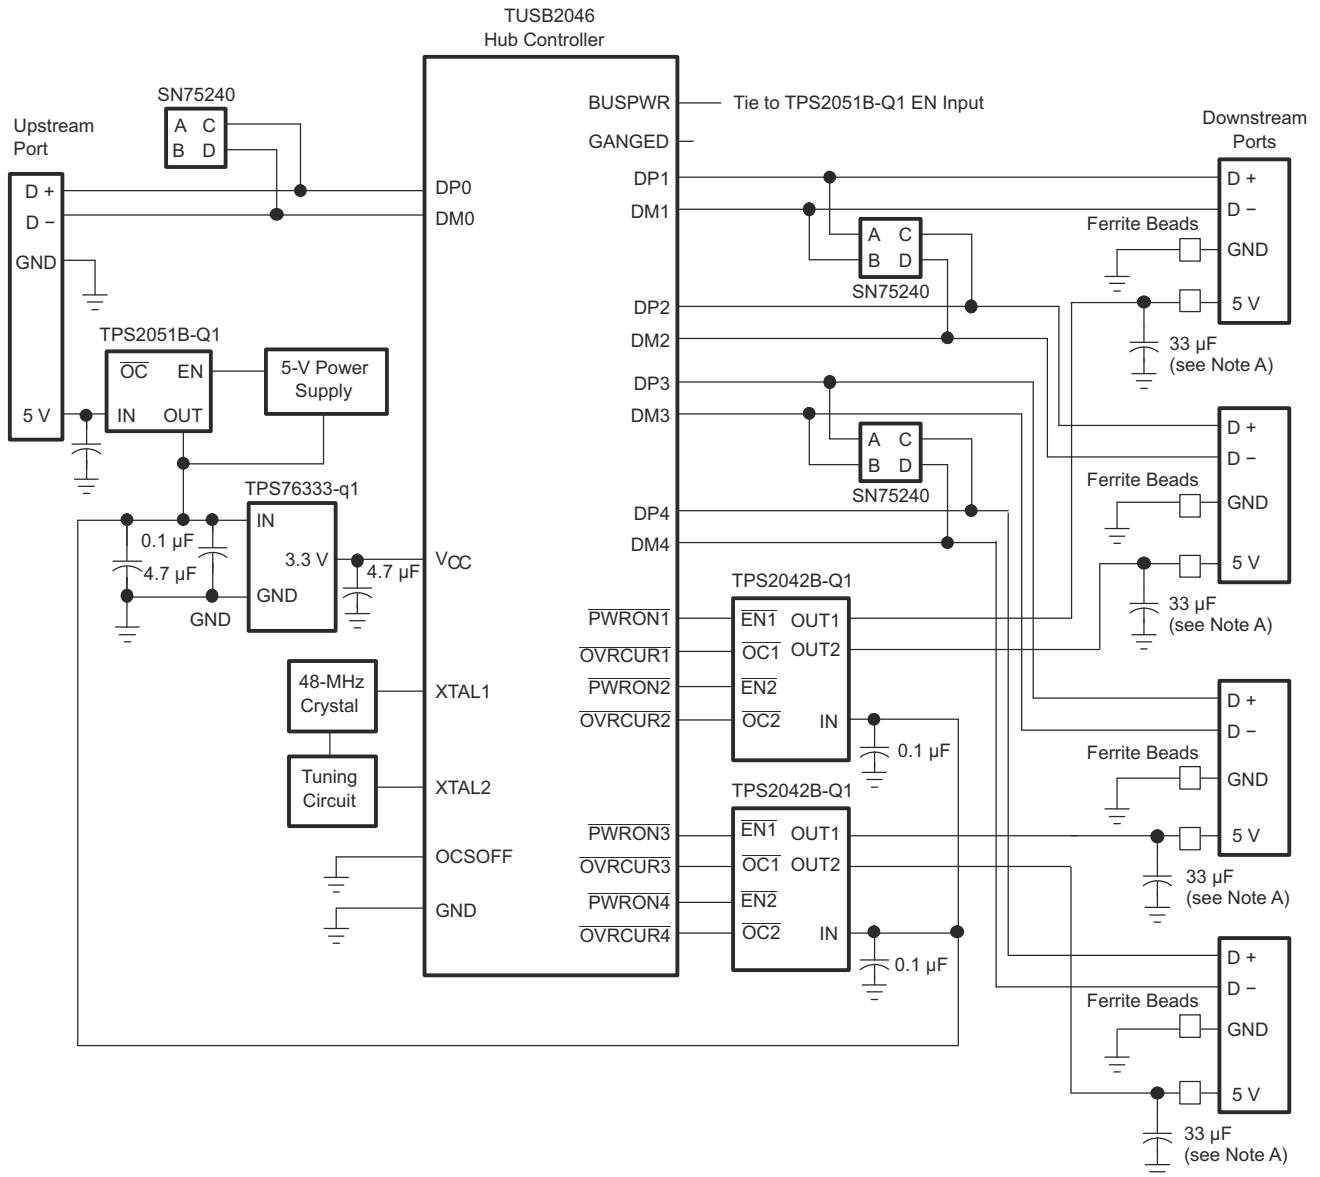 TUSB2046
Hub Controller
SN75240
A C
B D
Upstream
Port
D +
D −
GND
5 V
TPS2051B-Q1
OC EN
IN OUT
5-V Power
Supply
TPS76333-q1
IN
3.3 V
GND
0.1 µF
4.7 µF
GND
4.7 µF
48-MHz
Crystal
Tuning
Circuit
DP0
DM0
VCC
XTAL1
XTAL2
OCSOFF
GND
BUSPWR
Tie to TPS2051B-Q1 EN Input
GANGED
DP1
DM1
DP2
DM2
DP3
DM3
DP4
DM4
PWRON1
OVRCUR1
PWRON2
OVRCUR2
PWRON3
OVRCUR3
PWRON4
OVRCUR4
A C
B D
SN75240
A C
B D
SN75240
TPS2042B-Q1
EN1 OUT1
OC1 OUT2
EN2
OC2 IN
0.1 µF
TPS2042B-Q1
EN1 OUT1
OC1 OUT2
EN2
OC2 IN
0.1 µF
Downstream
Ports
D +
D −
Ferrite Beads
GND
5 V
33 µF
(see Note A)
D +
D −
Ferrite Beads
GND
5 V
33 µF
(see Note A)
D +
D −
Ferrite Beads
GND
5 V
33 µF
(see Note A)
D +
D −
Ferrite Beads
GND
5 V
33 µF
(see Note A)